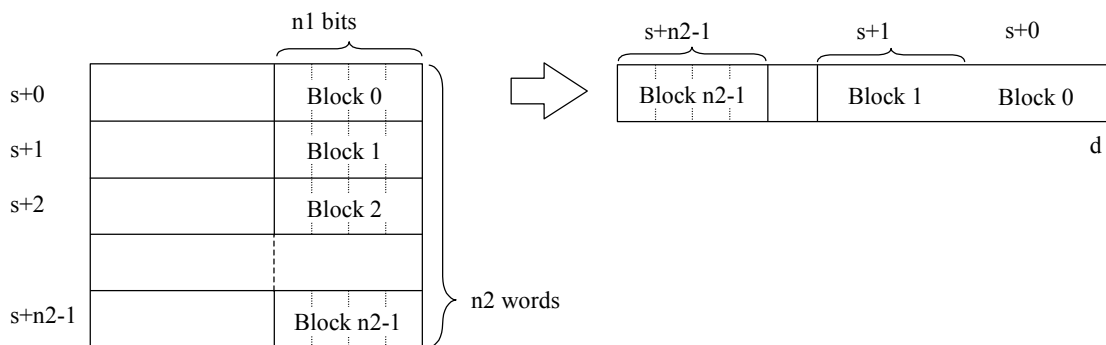 n1 bits
s+0
Block 0
s+1
Block 1
s+2
Block 2
s+n2-1
Block n2-1
n2 words
s+n2-1
s+1
s+0
Block n2-1
Block 1
Block 0
d